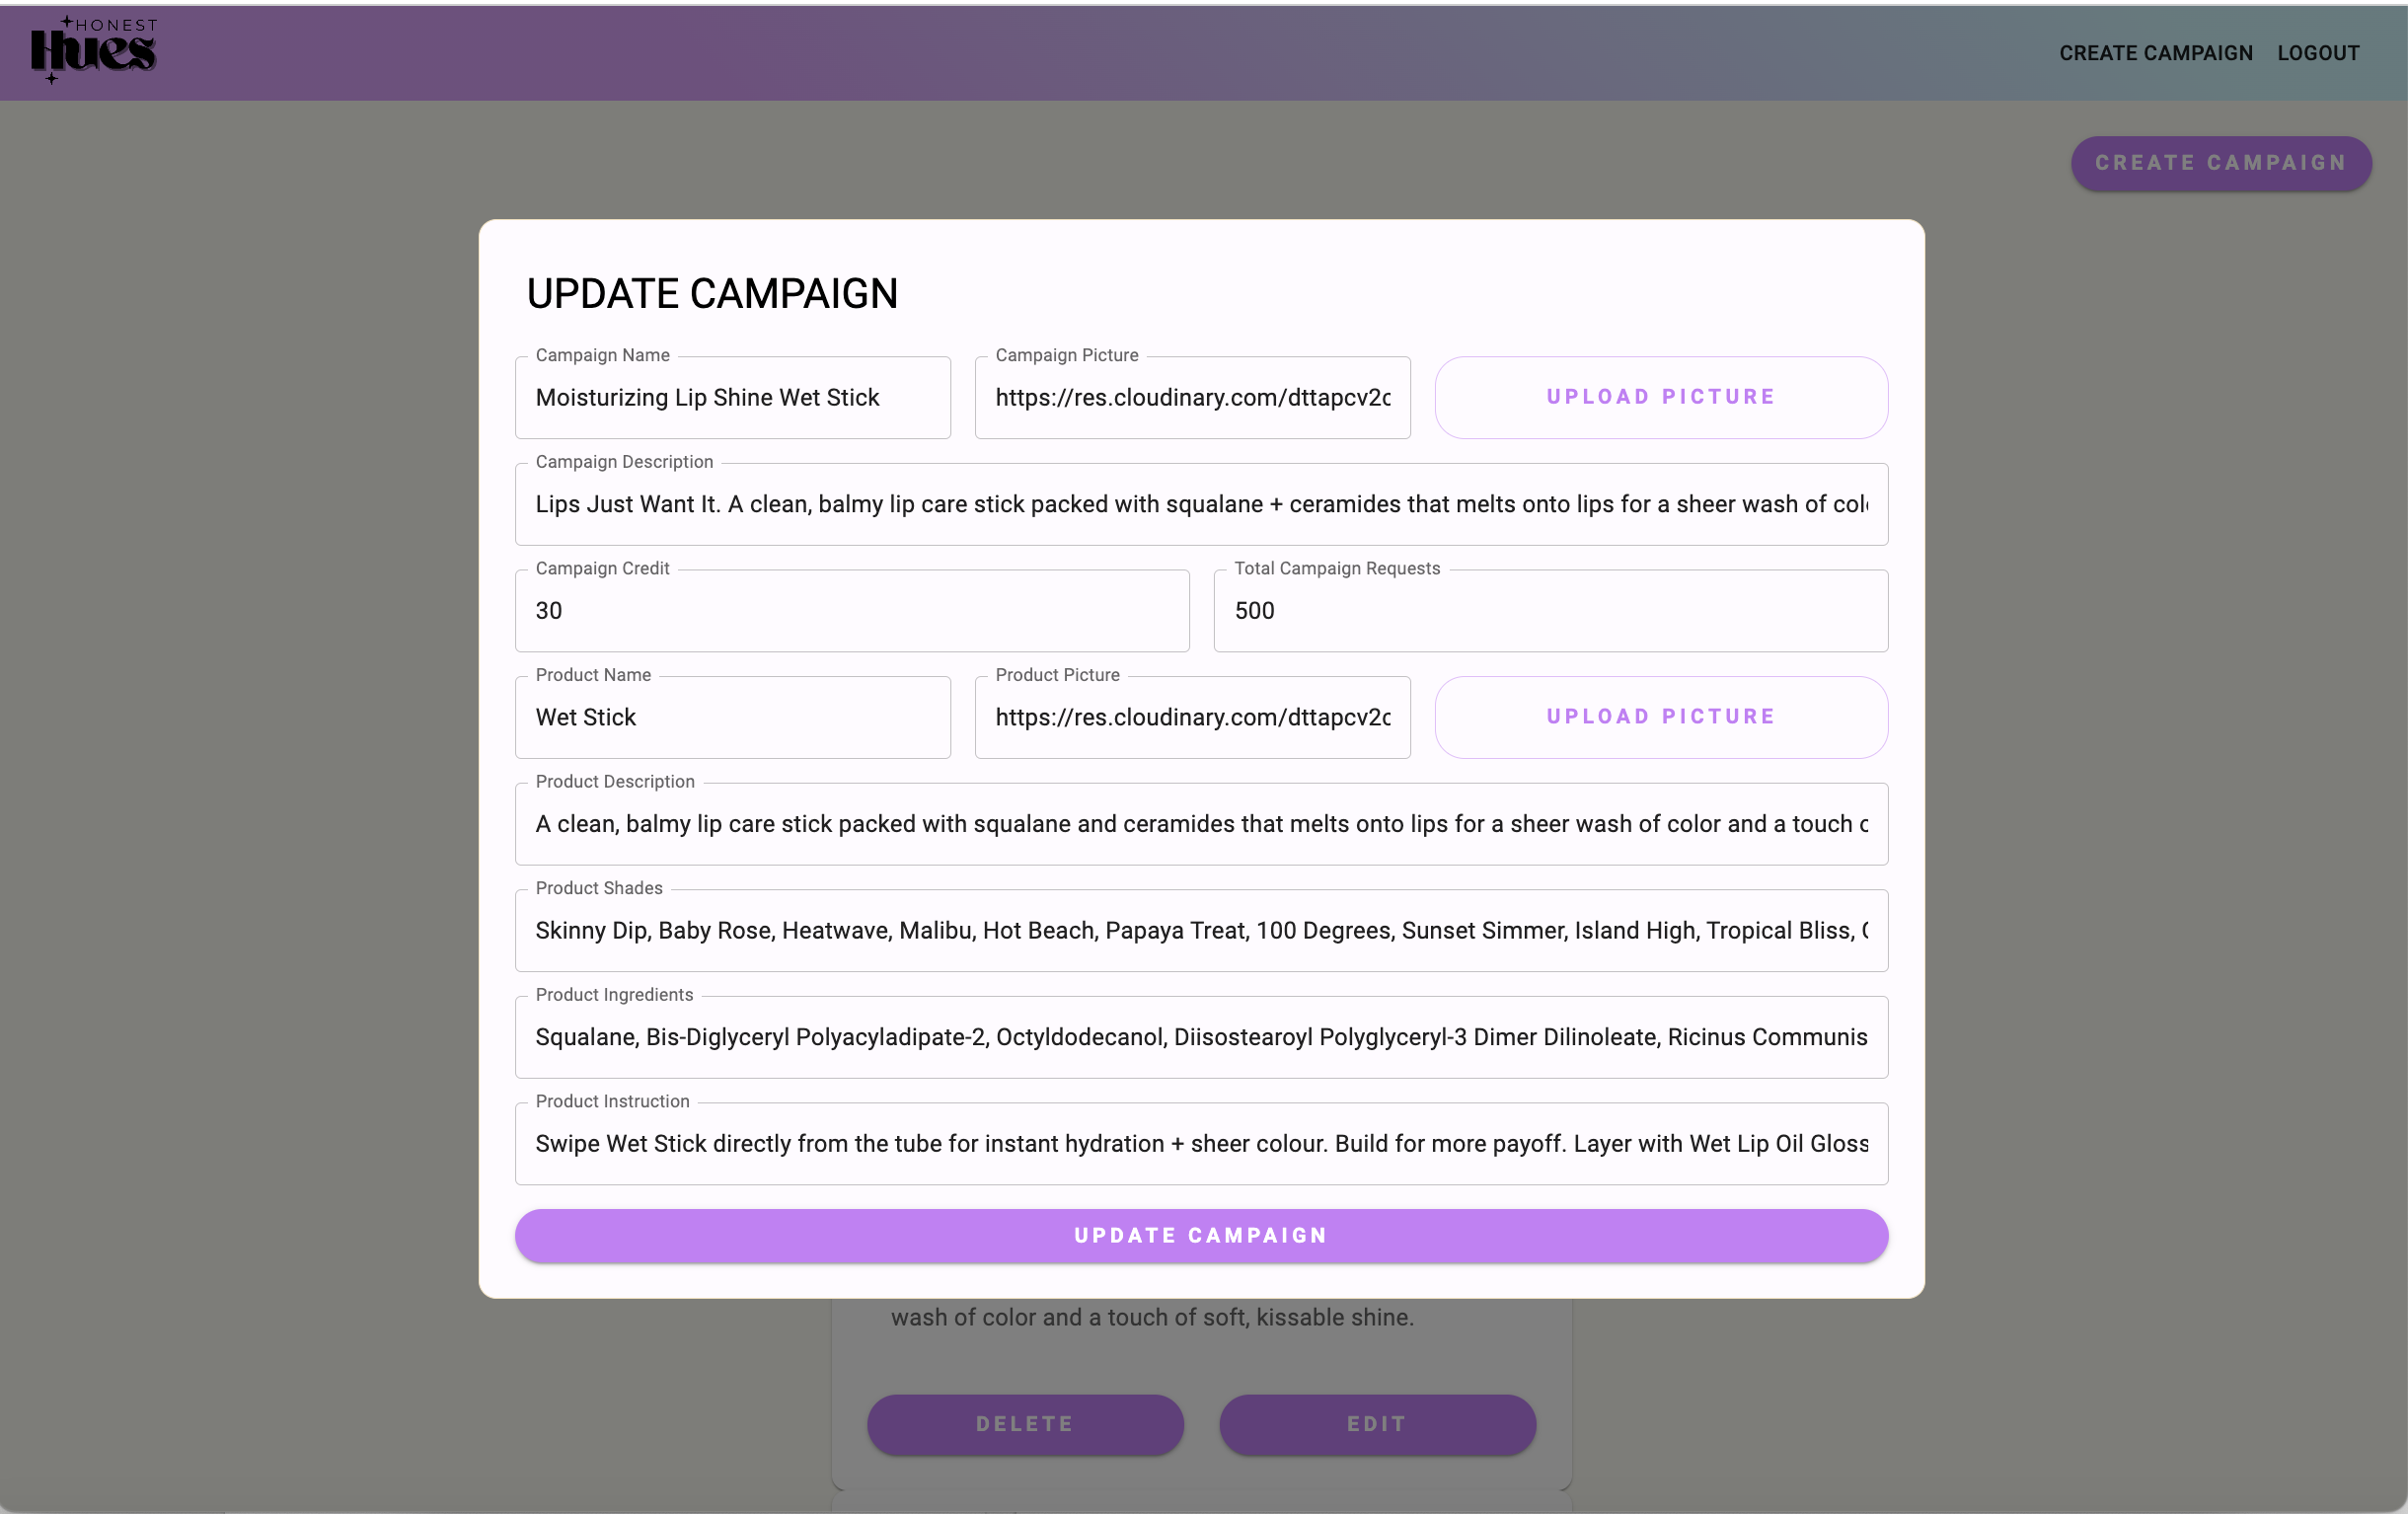 HONEST
Hues
CREATE CAMPAIGN LOGOUT
CREATE CAMPAIGN
UPDATE CAMPAIGN
Campaign Name
Moisturizing Lip Shine Wet Stick
Campaign Picture
https://res.cloudinary.com/dttapcv2c
UPLOAD PICTURE
Campaign Description
Lips Just Want It. A clean, balmy lip care stick packed with squalane + ceramides that melts onto lips for a sheer wash of col
Campaign Credit
30
Total Campaign Requests
500
Product Name
Wet Stick
Product Picture
https://res.cloudinary.com/dttapcv2c
UPLOAD PICTURE
Product Description
A clean, balmy lip care stick packed with squalane and ceramides that melts onto lips for a sheer wash of color and a touch
Product Shades
Skinny Dip, Baby Rose, Heatwave, Malibu, Hot Beach, Papaya Treat, 100 Degrees, Sunset Simmer, Island High, Tropical Bliss,
Product Ingredients
Squalane, Bis-Diglyceryl Polyacyladipate-2, Octyldodecanol, Diisostearoyl Polyglyceryl-3 Dimer Dilinoleate, Ricinus Communis
Product Instruction
Swipe Wet Stick directly from the tube for instant hydration + sheer colour. Build for more payoff. Layer with Wet Lip Oil Gloss
UPDATE CAMPAIGN
wash of color and a touch of soft, kissable shine.
DELETE EDIT